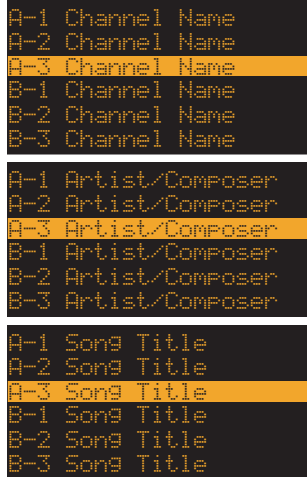 A-1 Channel Name
A-2 Channel Name
A-3 Channel Name
B-1 Channel Name
B-2 Channel Name
B-3 Channel Name
A-1 Artist/Composer
A-2 Artist/Composer
A-3 Artist/Composer
B-1 Artist/Composer
B-2 Artist/Composer
B-3 Artist/Composer
A-1 Song Title
A-2 Song Title
A-3 Song Title
B-1 Song Title
B-2 Song Title
B-3 Song Title